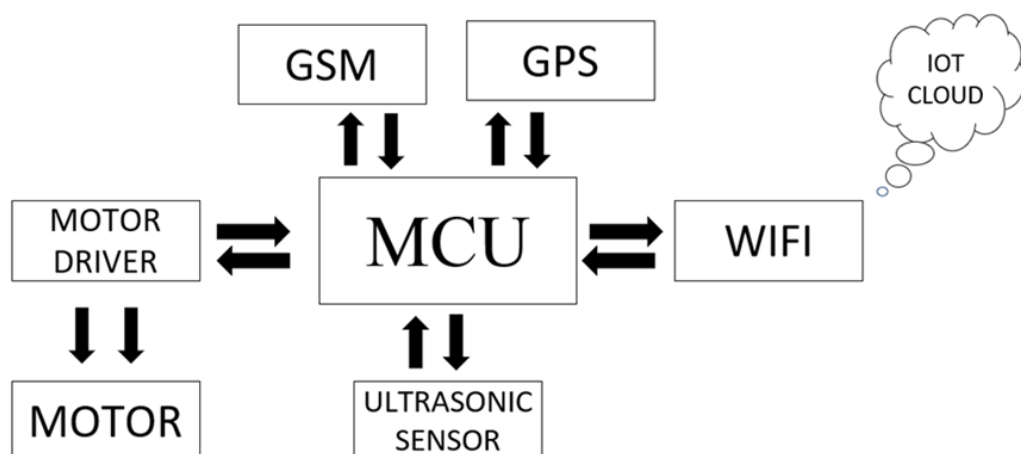 GSM
GPS
IOT
CLOUD
MOTOR
DRIVER
MCU
WIFI
MOTOR
ULTRASONIC
SENSOR